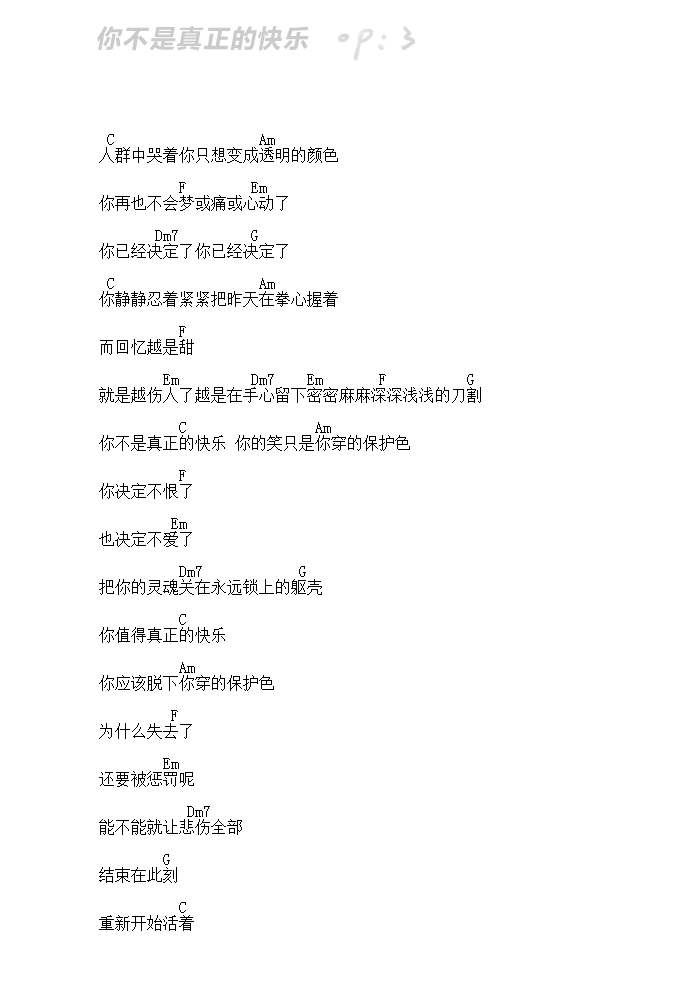 你不是真正的快乐 op: 3
C Am
人群中哭着你只想变成透明的颜色
F Em
你再也不会梦或痛或心动了
Dm7 G
你已经决定了你已经决定了
C Am
你静静忍着紧紧把昨天在拳心握着
F
而回忆越是甜
Em Dm7 Em F G
就是越伤人了越是在手心留下密密麻麻深深浅浅的刀割
C Am
你不是真正的快乐 你的笑只是你穿的保护色
F
你决定不恨了
Em
也决定不爱了
Dm7 G
把你的灵魂关在永远锁上的躯壳
C
你值得真正的快乐
Am
你应该脱下你穿的保护色
F
为什么失去了
Em
还要被惩罚呢
Dm7
能不能就让悲伤全部
G
结束在此刻
C
重新开始活着